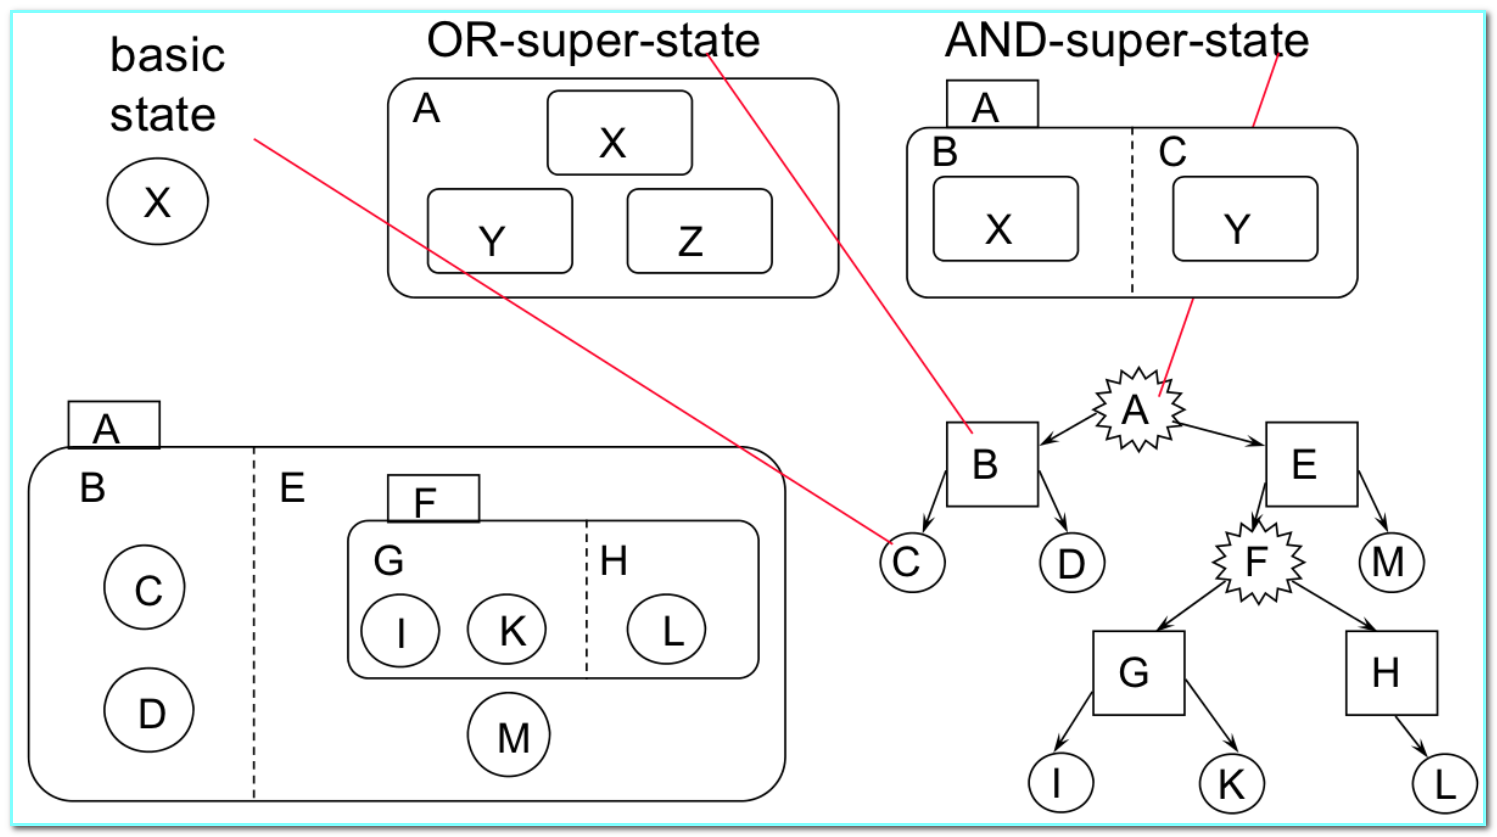 basic
state
X
OR-super-state
A
X
Y
Z
AND-super-state
A
B
C
X
Y
A
B
E
F
G
H
C
I
K
L
D
M
A
B
E
C
D
F
M
G
H
I
K
L